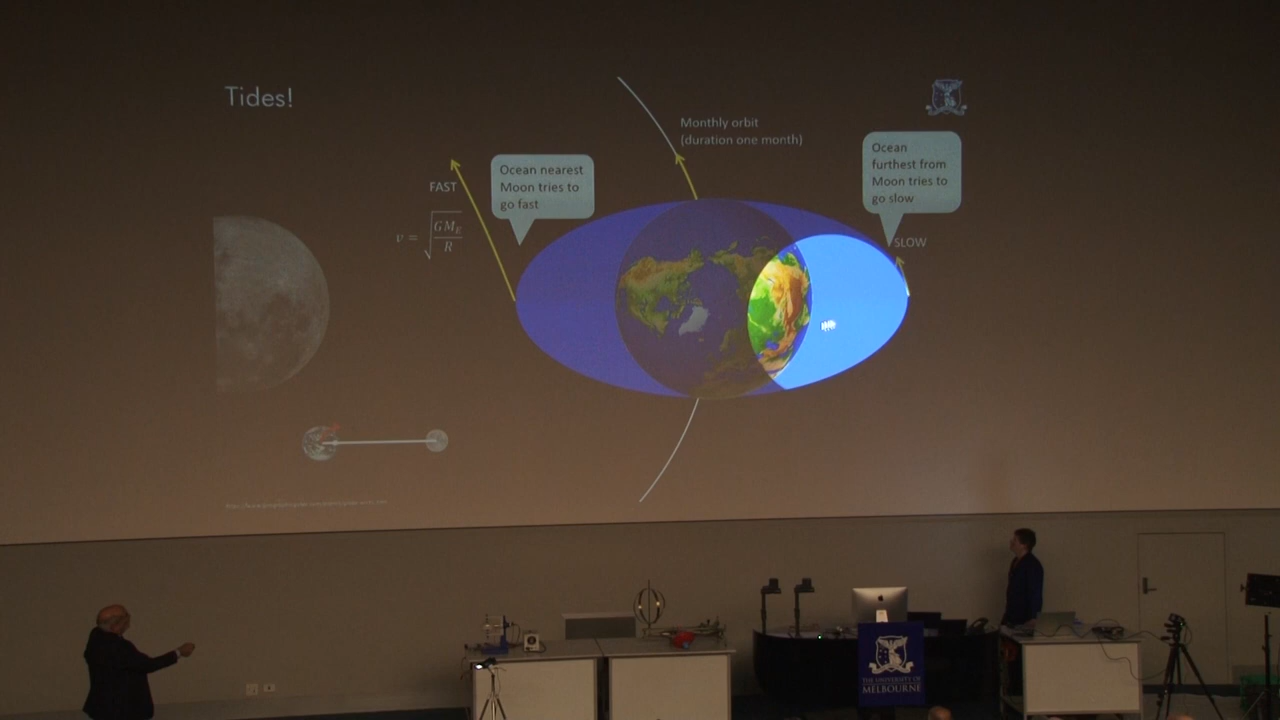 Tides!
Monthly orbit
(duration one month)
Ocean nearest
Moon tries to
go fast
Ocean
furthest from
Moon tries to
go slow
FAST
v = √(GM_E / R)
SLOW
THE UNIVERSITY OF
MELBOURNE